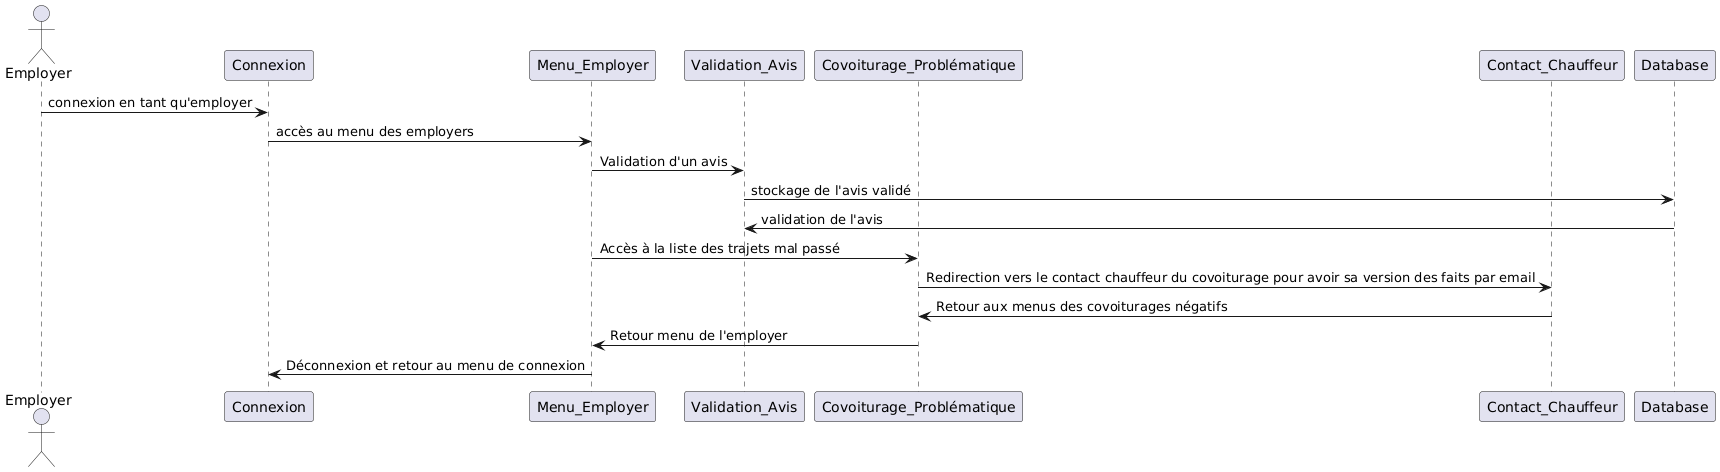 Employer
Connexion
Menu_Employer
Validation_Avis
Covoiturage_Problématique
Contact_Chauffeur
Database
connexion en tant qu'employer
accès au menu des employers
Validation d'un avis
stockage de l'avis validé
validation de l'avis
Accès à la liste des trajets mal passé
Redirection vers le contact chauffeur du covoiturage pour avoir sa version des faits par email
Retour aux menus des covoiturages négatifs
Retour menu de l'employer
Déconnexion et retour au menu de connexion
Employer
Connexion
Menu_Employer
Validation_Avis
Covoiturage_Problématique
Contact_Chauffeur
Database